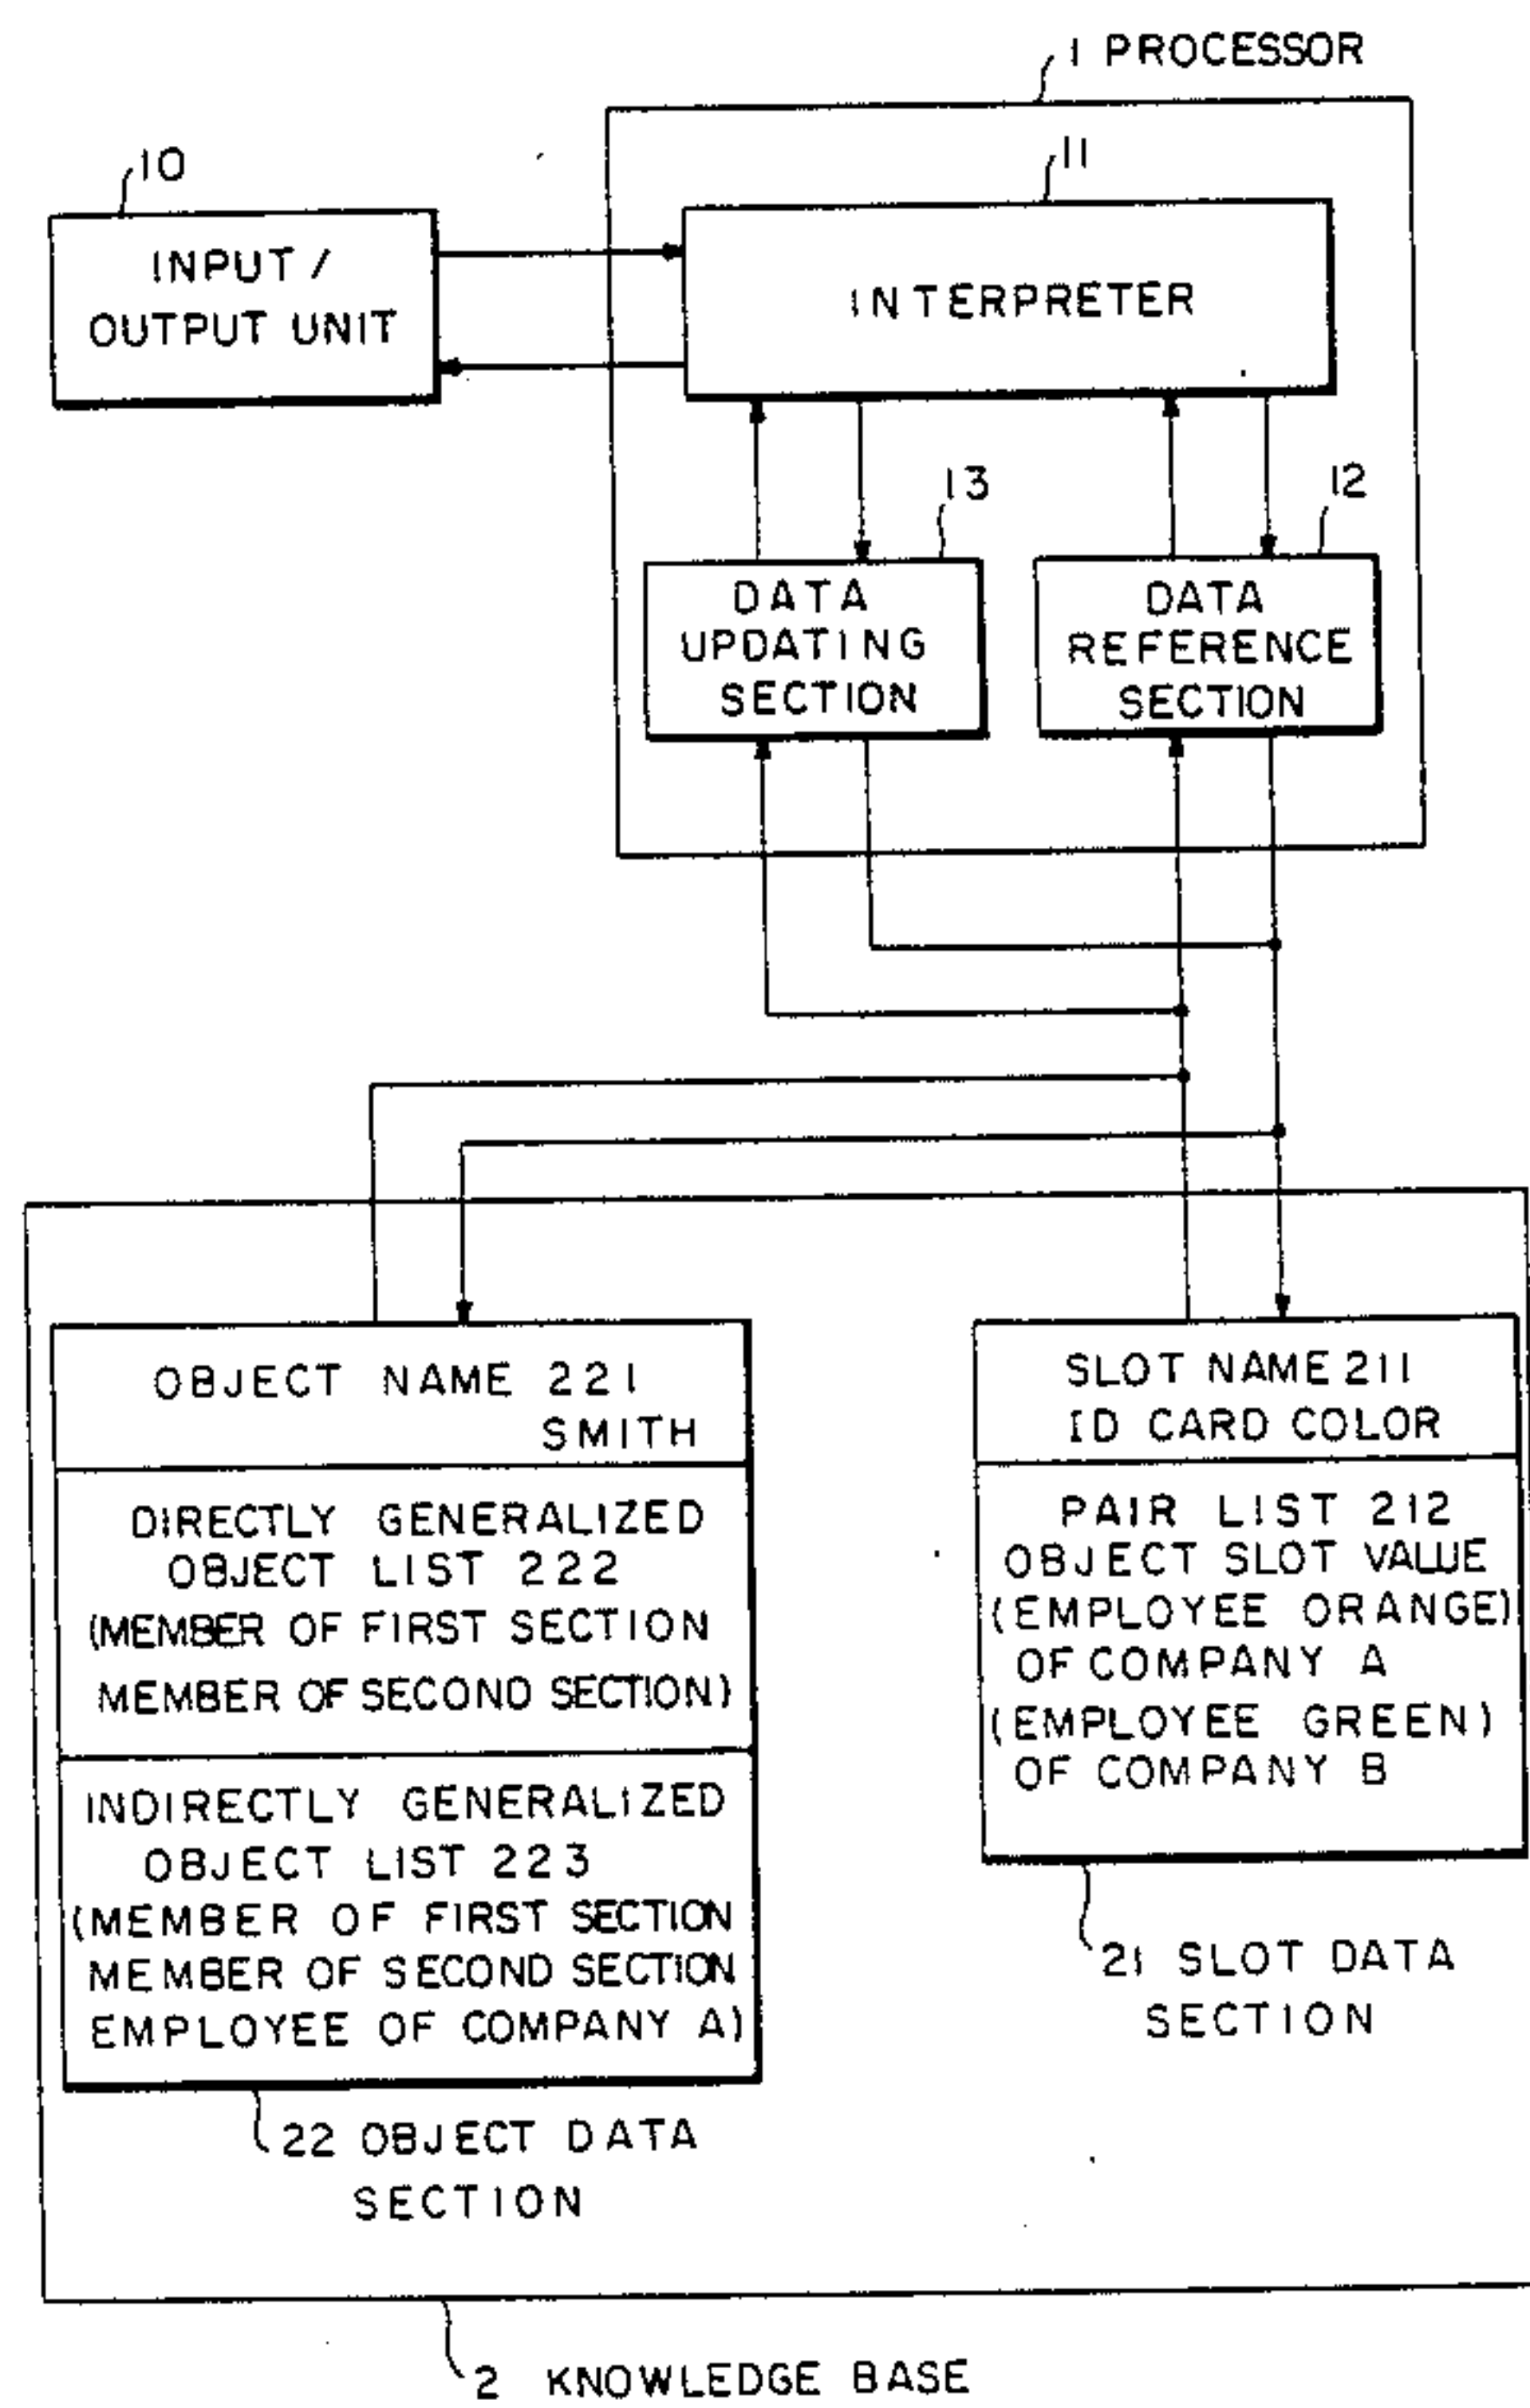 1 PROCESSOR
10
11
INPUT /
OUTPUT UNIT
INTERPRETER
13
12
DATA
UPDATING
SECTION
DATA
REFERENCE
SECTION
OBJECT NAME 221
SMITH
DIRECTLY GENERALIZED
OBJECT LIST 222
(MEMBER OF FIRST SECTION
MEMBER OF SECOND SECTION)
INDIRECTLY GENERALIZED
OBJECT LIST 223
(MEMBER OF FIRST SECTION
MEMBER OF SECOND SECTION
EMPLOYEE OF COMPANY A)
22 OBJECT DATA
SECTION
SLOT NAME 211
ID CARD COLOR
PAIR LIST 212
OBJECT SLOT VALUE
(EMPLOYEE ORANGE)
OF COMPANY A
(EMPLOYEE GREEN)
OF COMPANY B
21 SLOT DATA
SECTION
2 KNOWLEDGE BASE